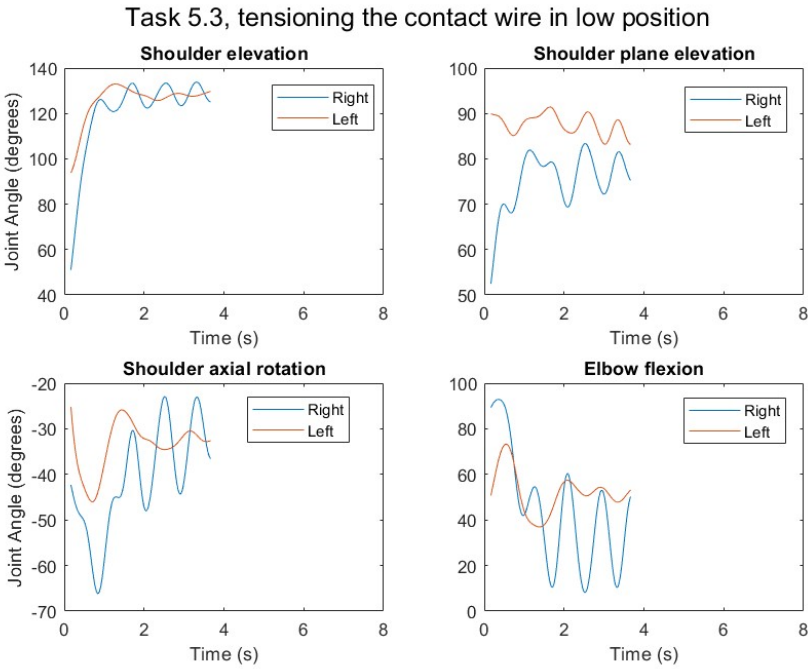 Task 5.3, tensioning the contact wire in low position
Shoulder elevation
Joint Angle (degrees)
140
120
100
80
60
40
0 2 4 6 8
Time (s)
Right
Left
Shoulder plane elevation
100
90
80
70
60
50
0 2 4 6 8
Time (s)
Right
Left
Shoulder axial rotation
Joint Angle (degrees)
-20
-30
-40
-50
-60
-70
0 2 4 6 8
Time (s)
Right
Left
Elbow flexion
100
80
60
40
20
0
0 2 4 6 8
Time (s)
Right
Left